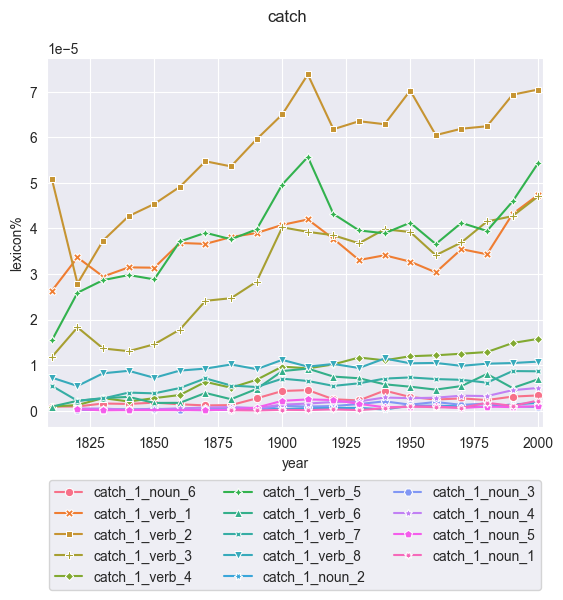 catch
1e−5
7
6
5
4
3
2
1
0
lexicon%
1825 1850 1875 1900 1925 1950 1975 2000
year
catch_1_noun_6 catch_1_verb_5 catch_1_noun_3
catch_1_verb_1 catch_1_verb_6 catch_1_noun_4
catch_1_verb_2 catch_1_verb_7 catch_1_noun_5
catch_1_verb_3 catch_1_verb_8 catch_1_noun_1
catch_1_verb_4 catch_1_noun_2